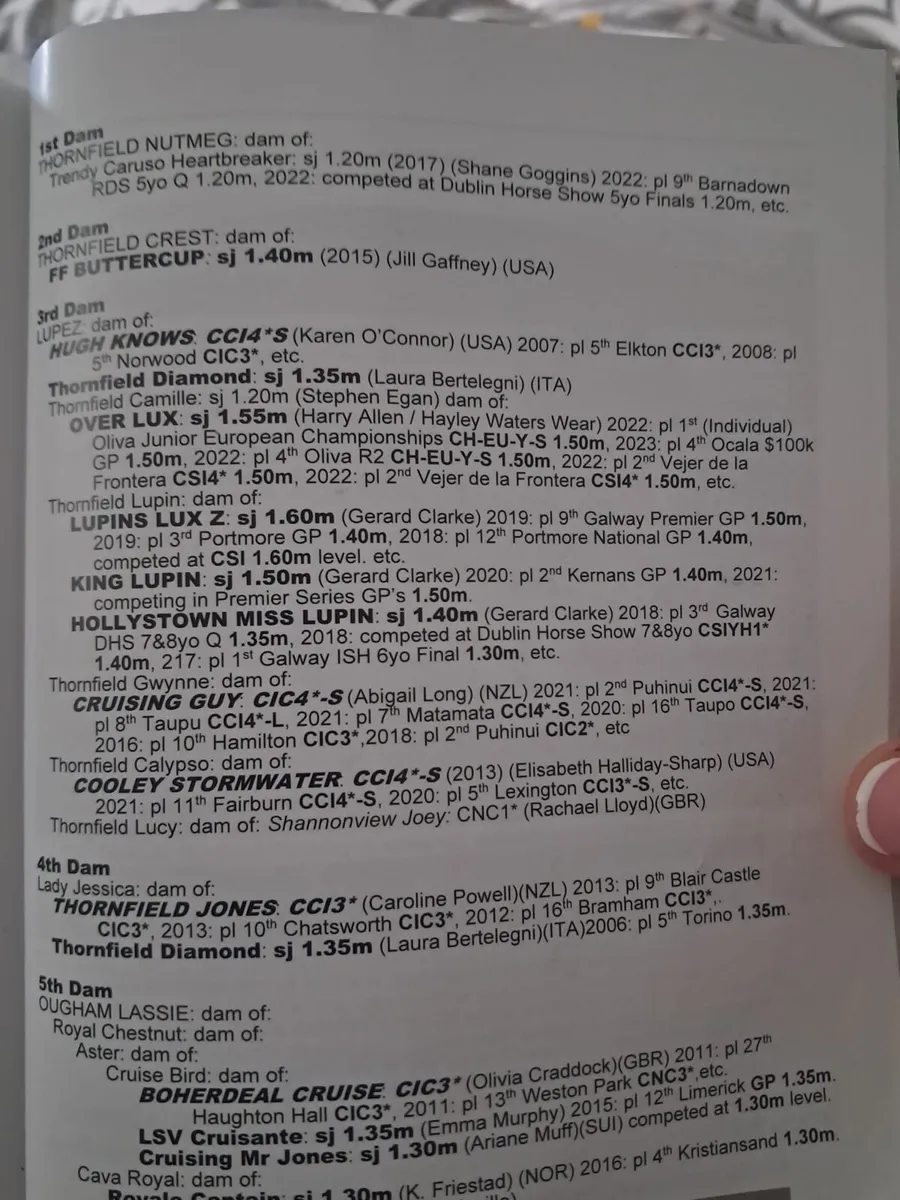 1st Dam
THORNFIELD NUTMEG: dam of:
Trendy Caruso Heartbreaker: sj 1.20m (2017) (Shane Goggins) 2022: pl 9th Barnadown
RDS 5yo Q 1.20m, 2022: competed at Dublin Horse Show 5yo Finals 1.20m, etc.
2nd Dam
THORNFIELD CREST: dam of:
FF BUTTERCUP: sj 1.40m (2015) (Jill Gaffney) (USA)
3rd Dam
LUPEZ: dam of:
HUGH KNOWS: CCI4*S (Karen O'Connor) (USA) 2007: pl 5th Elkton CCI3*, 2008: pl
5th Norwood CIC3*, etc.
Thornfield Diamond: sj 1.35m (Laura Bertelegni) (ITA)
Thornfield Camille: sj 1.20m (Stephen Egan) dam of:
OVER LUX: sj 1.55m (Harry Allen / Hayley Waters Wear) 2022: pl 1st (Individual)
Oliva Junior European Championships CH-EU-Y-S 1.50m, 2023: pl 4th Ocala $100k
GP 1.50m, 2022: pl 4th Oliva R2 CH-EU-Y-S 1.50m, 2022: pl 2nd Vejer de la
Frontera CSI4* 1.50m, 2022: pl 2nd Vejer de la Frontera CSI4* 1.50m, etc.
Thornfield Lupin: dam of:
LUPINS LUX Z: sj 1.60m (Gerard Clarke) 2019: pl 9th Galway Premier GP 1.50m,
2019: pl 3rd Portmore GP 1.40m, 2018: pl 12th Portmore National GP 1.40m,
competed at CSI 1.60m level. etc.
KING LUPIN: sj 1.50m (Gerard Clarke) 2020: pl 2nd Kernans GP 1.40m, 2021:
competing in Premier Series GP's 1.50m.
HOLLYSTOWN MISS LUPIN: sj 1.40m (Gerard Clarke) 2018: pl 3rd Galway
DHS 7&8yo Q 1.35m, 2018: competed at Dublin Horse Show 7&8yo CSIYH1*
1.40m, 217: pl 1st Galway ISH 6yo Final 1.30m, etc.
Thornfield Gwynne: dam of:
CRUISING GUY: CIC4*-S (Abigail Long) (NZL) 2021: pl 2nd Puhinui CCI4*-S, 2021:
pl 8th Taupu CCI4*-L, 2021: pl 7th Matamata CCI4*-S, 2020: pl 16th Taupo CCI4*-S,
2016: pl 10th Hamilton CIC3*,2018: pl 2nd Puhinui CIC2*, etc
Thornfield Calypso: dam of:
COOLEY STORMWATER: CCI4*-S (2013) (Elisabeth Halliday-Sharp) (USA)
2021: pl 11th Fairburn CCI4*-S, 2020: pl 5th Lexington CCI3*-S, etc.
Thornfield Lucy: dam of: Shannonview Joey: CNC1* (Rachael Lloyd)(GBR)
4th Dam
Lady Jessica: dam of:
THORNFIELD JONES: CCI3* (Caroline Powell)(NZL) 2013: pl 9th Blair Castle
CIC3*, 2013: pl 10th Chatsworth CIC3*, 2012: pl 16th Bramham CCI3*,.
Thornfield Diamond: sj 1.35m (Laura Bertelegni)(ITA)2006: pl 5th Torino 1.35m.
5th Dam
OUGHAM LASSIE: dam of:
Royal Chestnut: dam of:
Aster: dam of:
Cruise Bird: dam of:
BOHERDEAL CRUISE: CIC3* (Olivia Craddock)(GBR) 2011: pl 27th
Haughton Hall CIC3*, 2011: pl 13th Weston Park CNC3*,etc.
LSV Cruisante: sj 1.35m (Emma Murphy) 2015: pl 12th Limerick GP 1.35m.
Cruising Mr Jones: sj 1.30m (Ariane Muff)(SUI) competed at 1.30m level.
Cava Royal: dam of:
Royale Captain: sj 1.30m (K. Friestad) (NOR) 2016: pl 4th Kristiansand 1.30m.